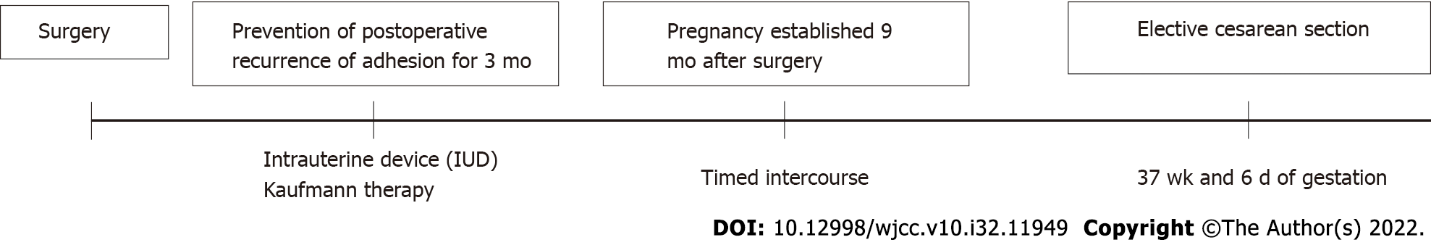 Surgery
Prevention of postoperative
recurrence of adhesion for 3 mo
Pregnancy established 9
mo after surgery
Elective cesarean section
Intrauterine device (IUD)
Kaufmann therapy
Timed intercourse
37 wk and 6 d of gestation
DOI: 10.12998/wjcc.v10.i32.11949 Copyright ©The Author(s) 2022.